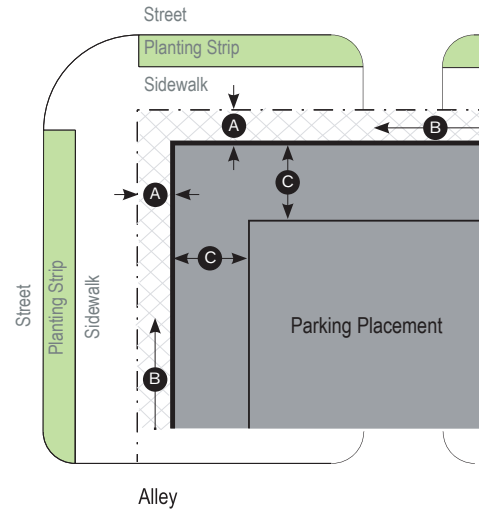 Street
Planting Strip
Sidewalk
A
B
C
A
C
Parking Placement
Street
Planting Strip
Sidewalk
B
Alley